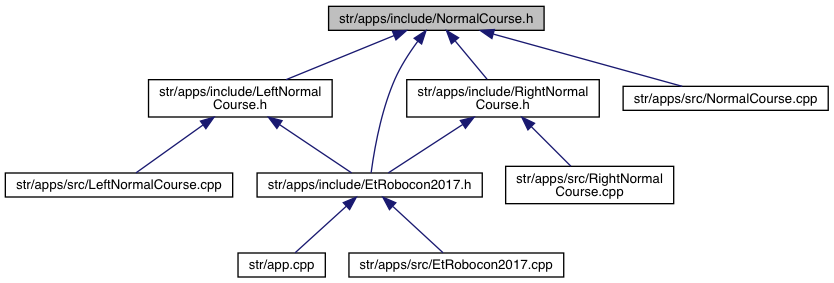 str/apps/include/NormalCourse.h
str/apps/include/LeftNormal
Course.h
str/apps/include/RightNormal
Course.h
str/apps/src/NormalCourse.cpp
str/apps/src/LeftNormalCourse.cpp
str/apps/include/EtRobocon2017.h
str/apps/src/RightNormal
Course.cpp
str/app.cpp
str/apps/src/EtRobocon2017.cpp